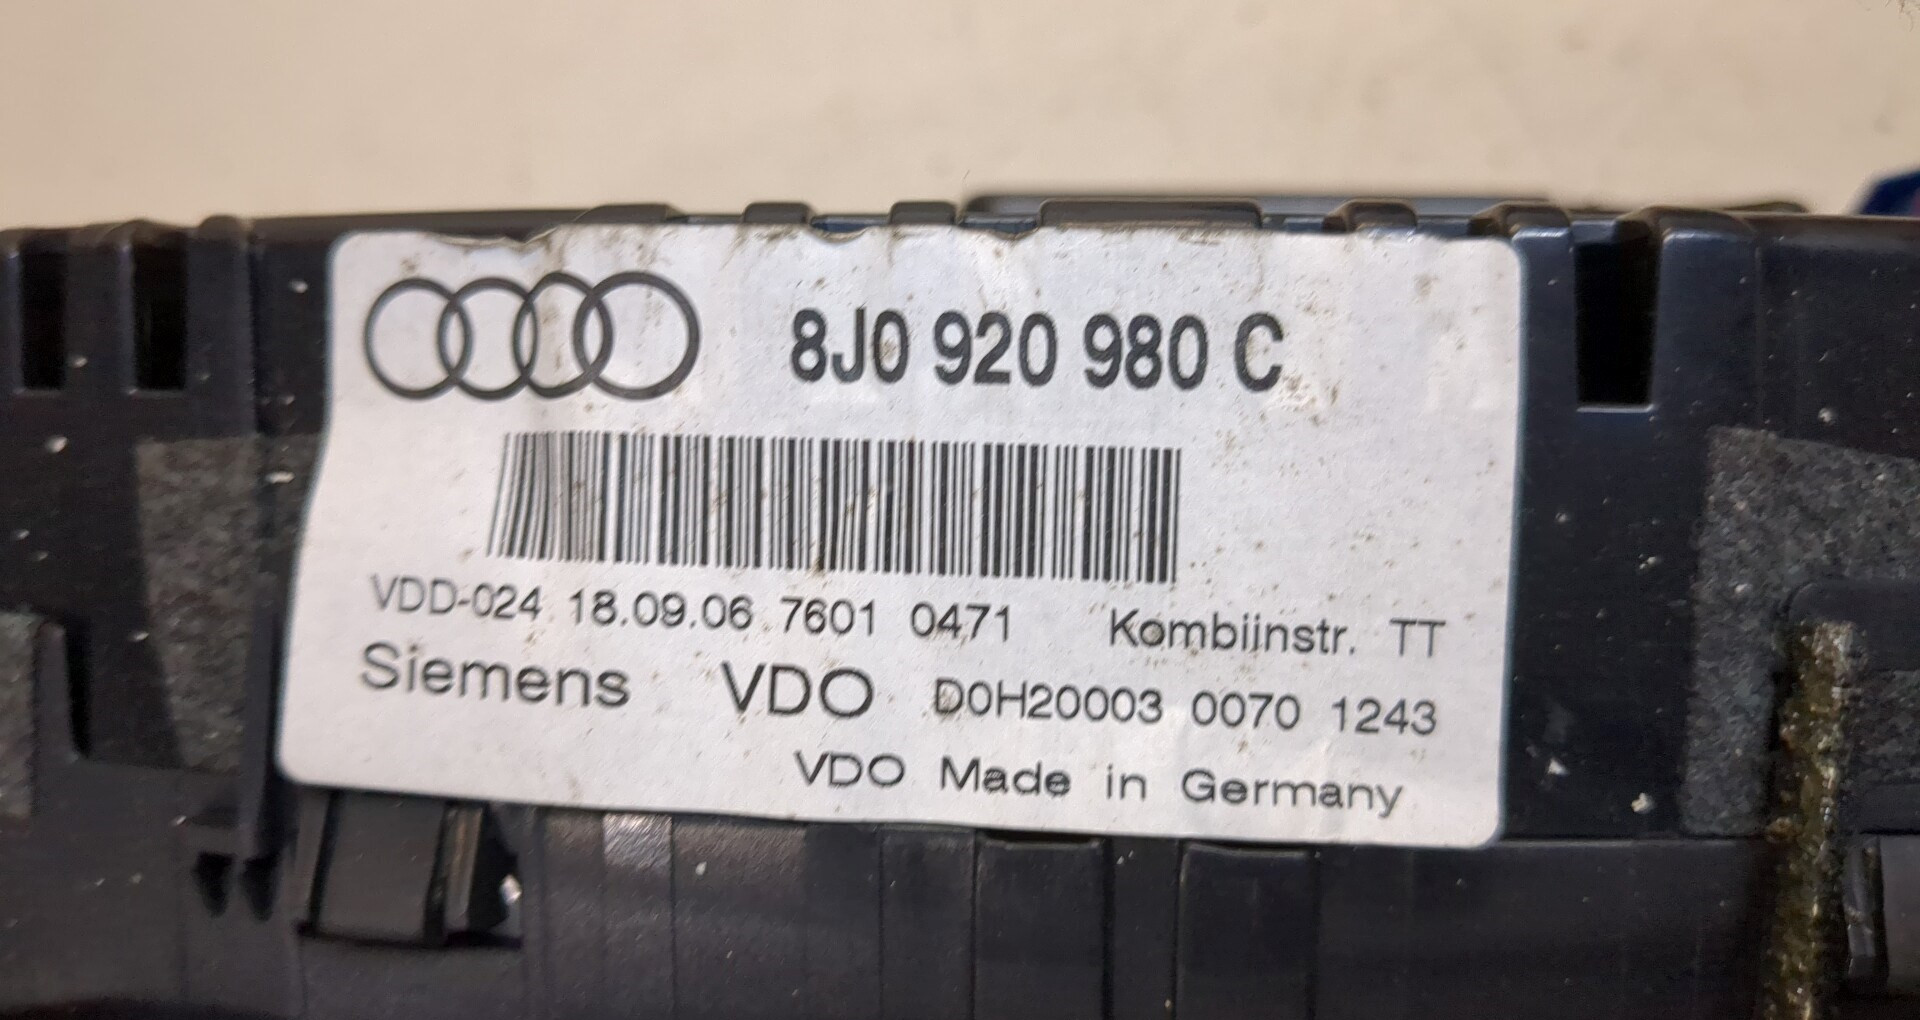 8J0 920 980 C
VDD-024 18.09.06 7601 0471 Kombiinstr. TT
Siemens VDO D0H20003 0070 1243
VDO Made in Germany